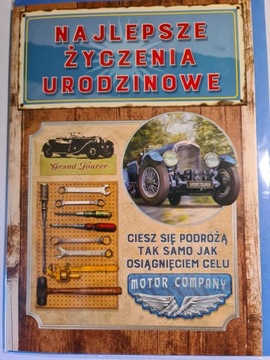 NAJLEPSZE
ŻYCZENIA
URODZINOWE
Grand Tourer
CIESZ SIĘ PODRÓŻĄ
TAK SAMO JAK
OSIĄGNIĘCIEM CELU
MOTOR COMPANY